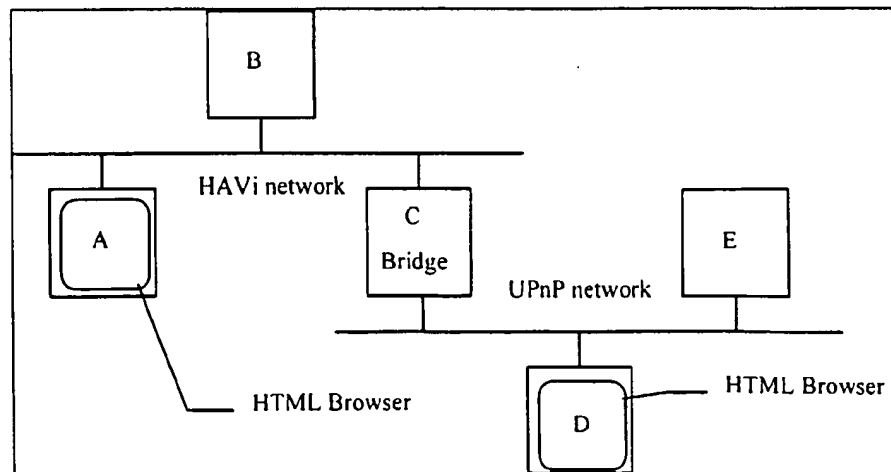 B
HAVi network
A
C
Bridge
E
UPnP network
HTML Browser
HTML Browser
D